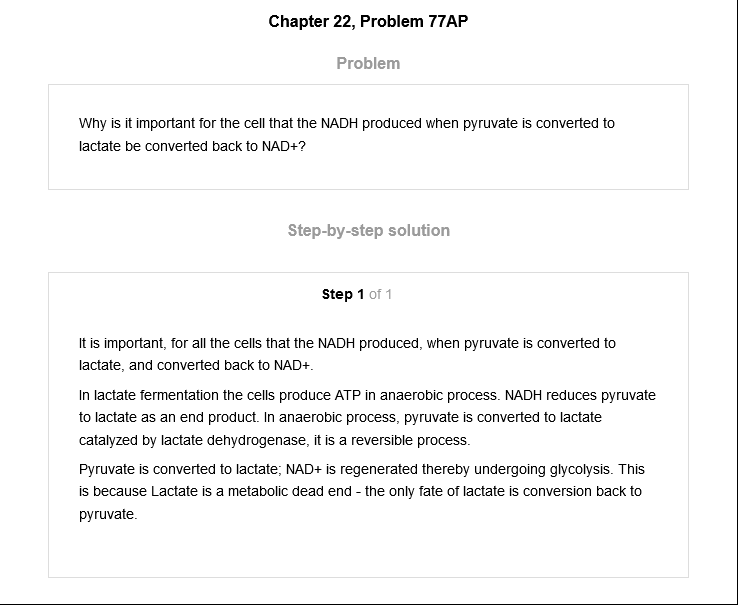 Chapter 22, Problem 77AP
Problem
Why is it important for the cell that the NADH produced when pyruvate is converted to
lactate be converted back to NAD+?
Step-by-step solution
Step 1 of 1
It is important, for all the cells that the NADH produced, when pyruvate is converted to
lactate, and converted back to NAD+.
In lactate fermentation the cells produce ATP in anaerobic process. NADH reduces pyruvate
to lactate as an end product. In anaerobic process, pyruvate is converted to lactate
catalyzed by lactate dehydrogenase, it is a reversible process.
Pyruvate is converted to lactate; NAD+ is regenerated thereby undergoing glycolysis. This
is because Lactate is a metabolic dead end - the only fate of lactate is conversion back to
pyruvate.